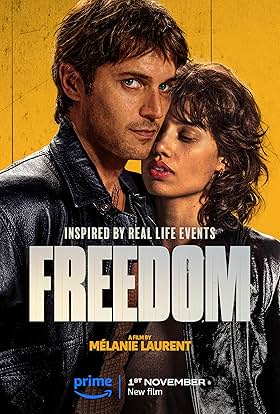 INSPIRED BY REAL LIFE EVENTS
FREEDOM
A FILM BY
MÉLANIE LAURENT
prime
1ST NOVEMBER
New film